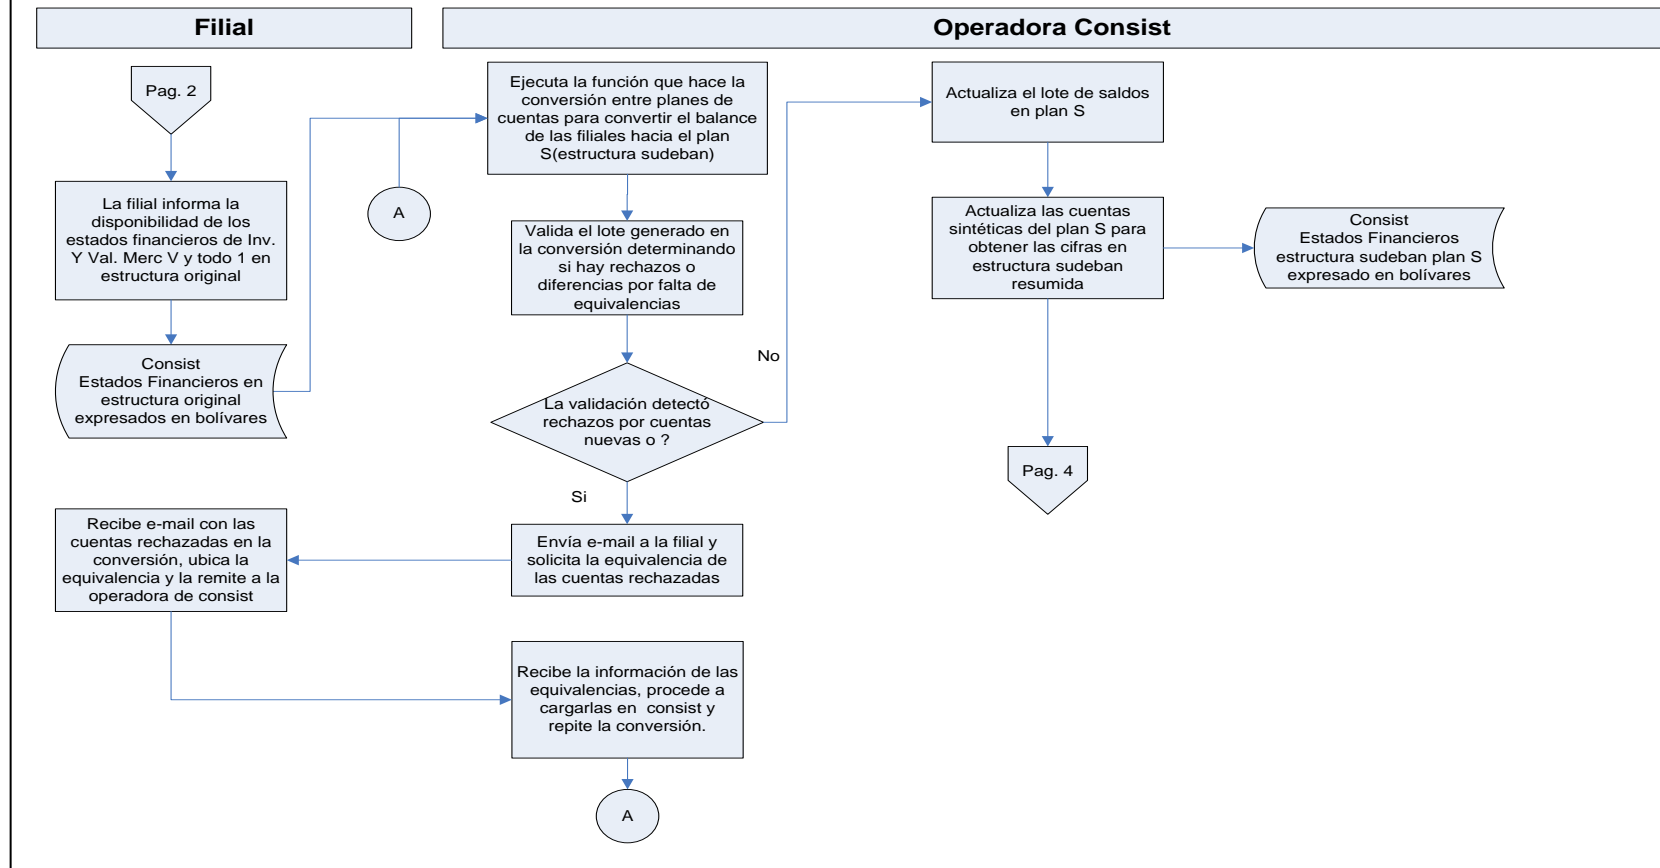 Filial
Operadora Consist
Pag. 2
La filial informa la
disponibilidad de los
estados financieros de Inv.
Y Val. Merc V y todo 1 en
estructura original
Consist
Estados Financieros en
estructura original
expresados en bolívares
A
Ejecuta la función que hace la
conversión entre planes de
cuentas para convertir el balance
de las filiales hacia el plan
S(estructura sudeban)
Valida el lote generado en
la conversión determinando
si hay rechazos o
diferencias por falta de
equivalencias
La validación detectó
rechazos por cuentas
nuevas o ?
No
Si
Envía e-mail a la filial y
solicita la equivalencia de
las cuentas rechazadas
Recibe e-mail con las
cuentas rechazadas en la
conversión, ubica la
equivalencia y la remite a la
operadora de consist
Recibe la información de las
equivalencias, procede a
cargarlas en  consist y
repite la conversión.
A
Actualiza el lote de saldos
en plan S
Actualiza las cuentas
sintéticas del plan S para
obtener las cifras en
estructura sudeban
resumida
Consist
Estados Financieros
estructura sudeban plan S
expresado en bolívares
Pag. 4